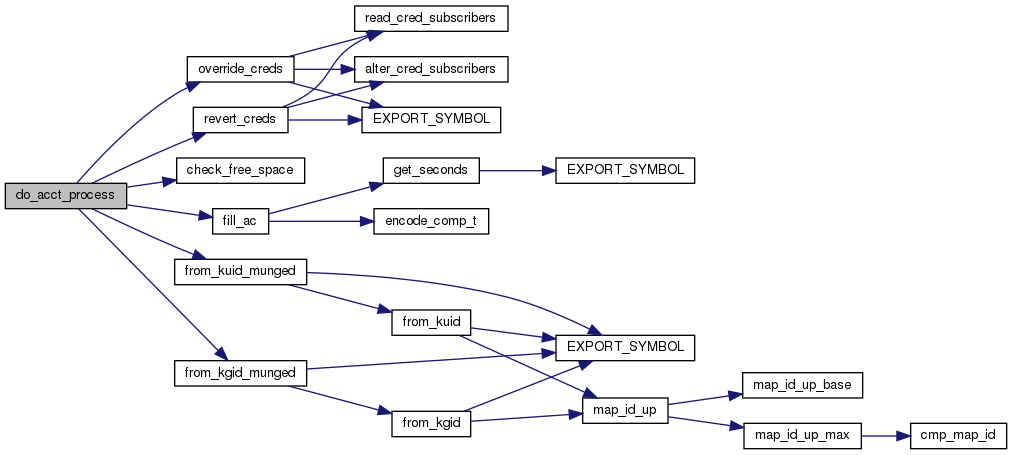 read_cred_subscribers
override_creds
alter_cred_subscribers
revert_creds
EXPORT_SYMBOL
check_free_space
get_seconds
EXPORT_SYMBOL
do_acct_process
fill_ac
encode_comp_t
from_kuid_munged
from_kuid
EXPORT_SYMBOL
from_kgid_munged
map_id_up_base
map_id_up
from_kgid
map_id_up_max
cmp_map_id